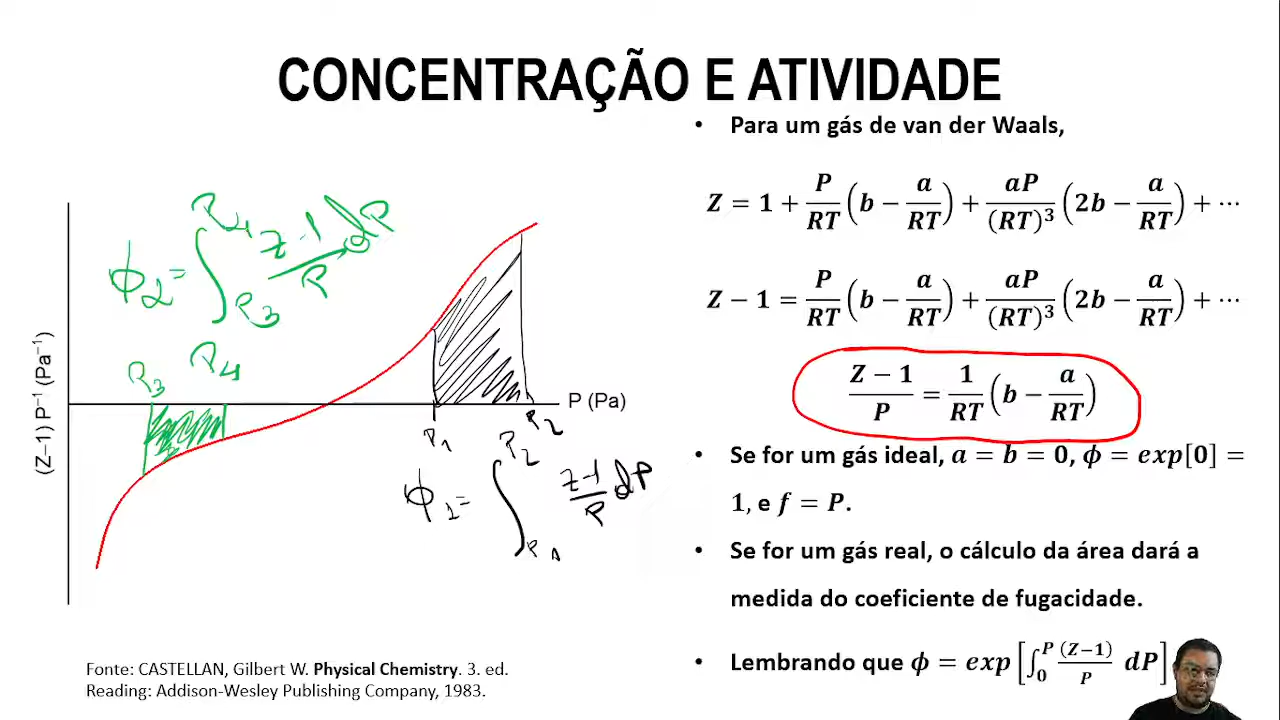 CONCENTRAÇÃO E ATIVIDADE
• Para um gás de van der Waals,
Z = 1 + P/RT (b − a/RT) + aP/(RT)³ (2b − a/RT) + ⋯
Z − 1 = P/RT (b − a/RT) + aP/(RT)³ (2b − a/RT) + ⋯
(Z − 1)/P = 1/RT (b − a/RT)
• Se for um gás ideal, a = b = 0, ϕ = exp[0] =
1, e f = P.
• Se for um gás real, o cálculo da área dará a
medida do coeficiente de fugacidade.
• Lembrando que ϕ = exp [∫₀ᴾ (Z−1)/P dP]
ϕ₂ = ∫ P₃ P₄ (z-1)/P dP
P₃ P₄
(Z–1) P⁻¹ (Pa⁻¹)
P (Pa)
P₁ P₂
ϕ₁ = ∫ P₁ P₂ (z-1)/P dP
Fonte: CASTELLAN, Gilbert W. Physical Chemistry. 3. ed.
Reading: Addison-Wesley Publishing Company, 1983.